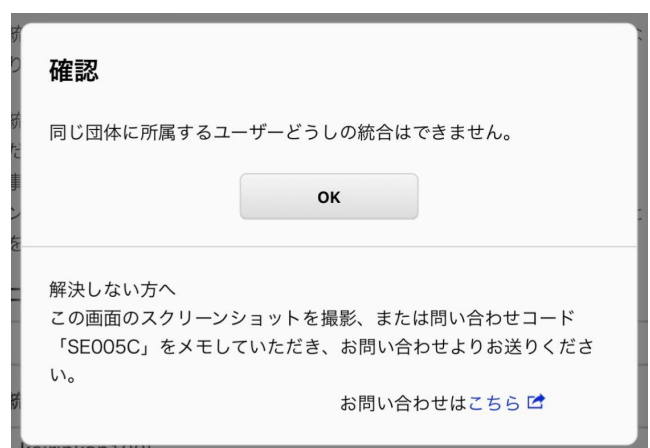 確認
同じ団体に所属するユーザーどうしの統合はできません。
OK
解決しない方へ
この画面のスクリーンショットを撮影、または問い合わせコード
「SE005C」をメモしていただき、お問い合わせよりお送りくださ
い。
お問い合わせはこちら